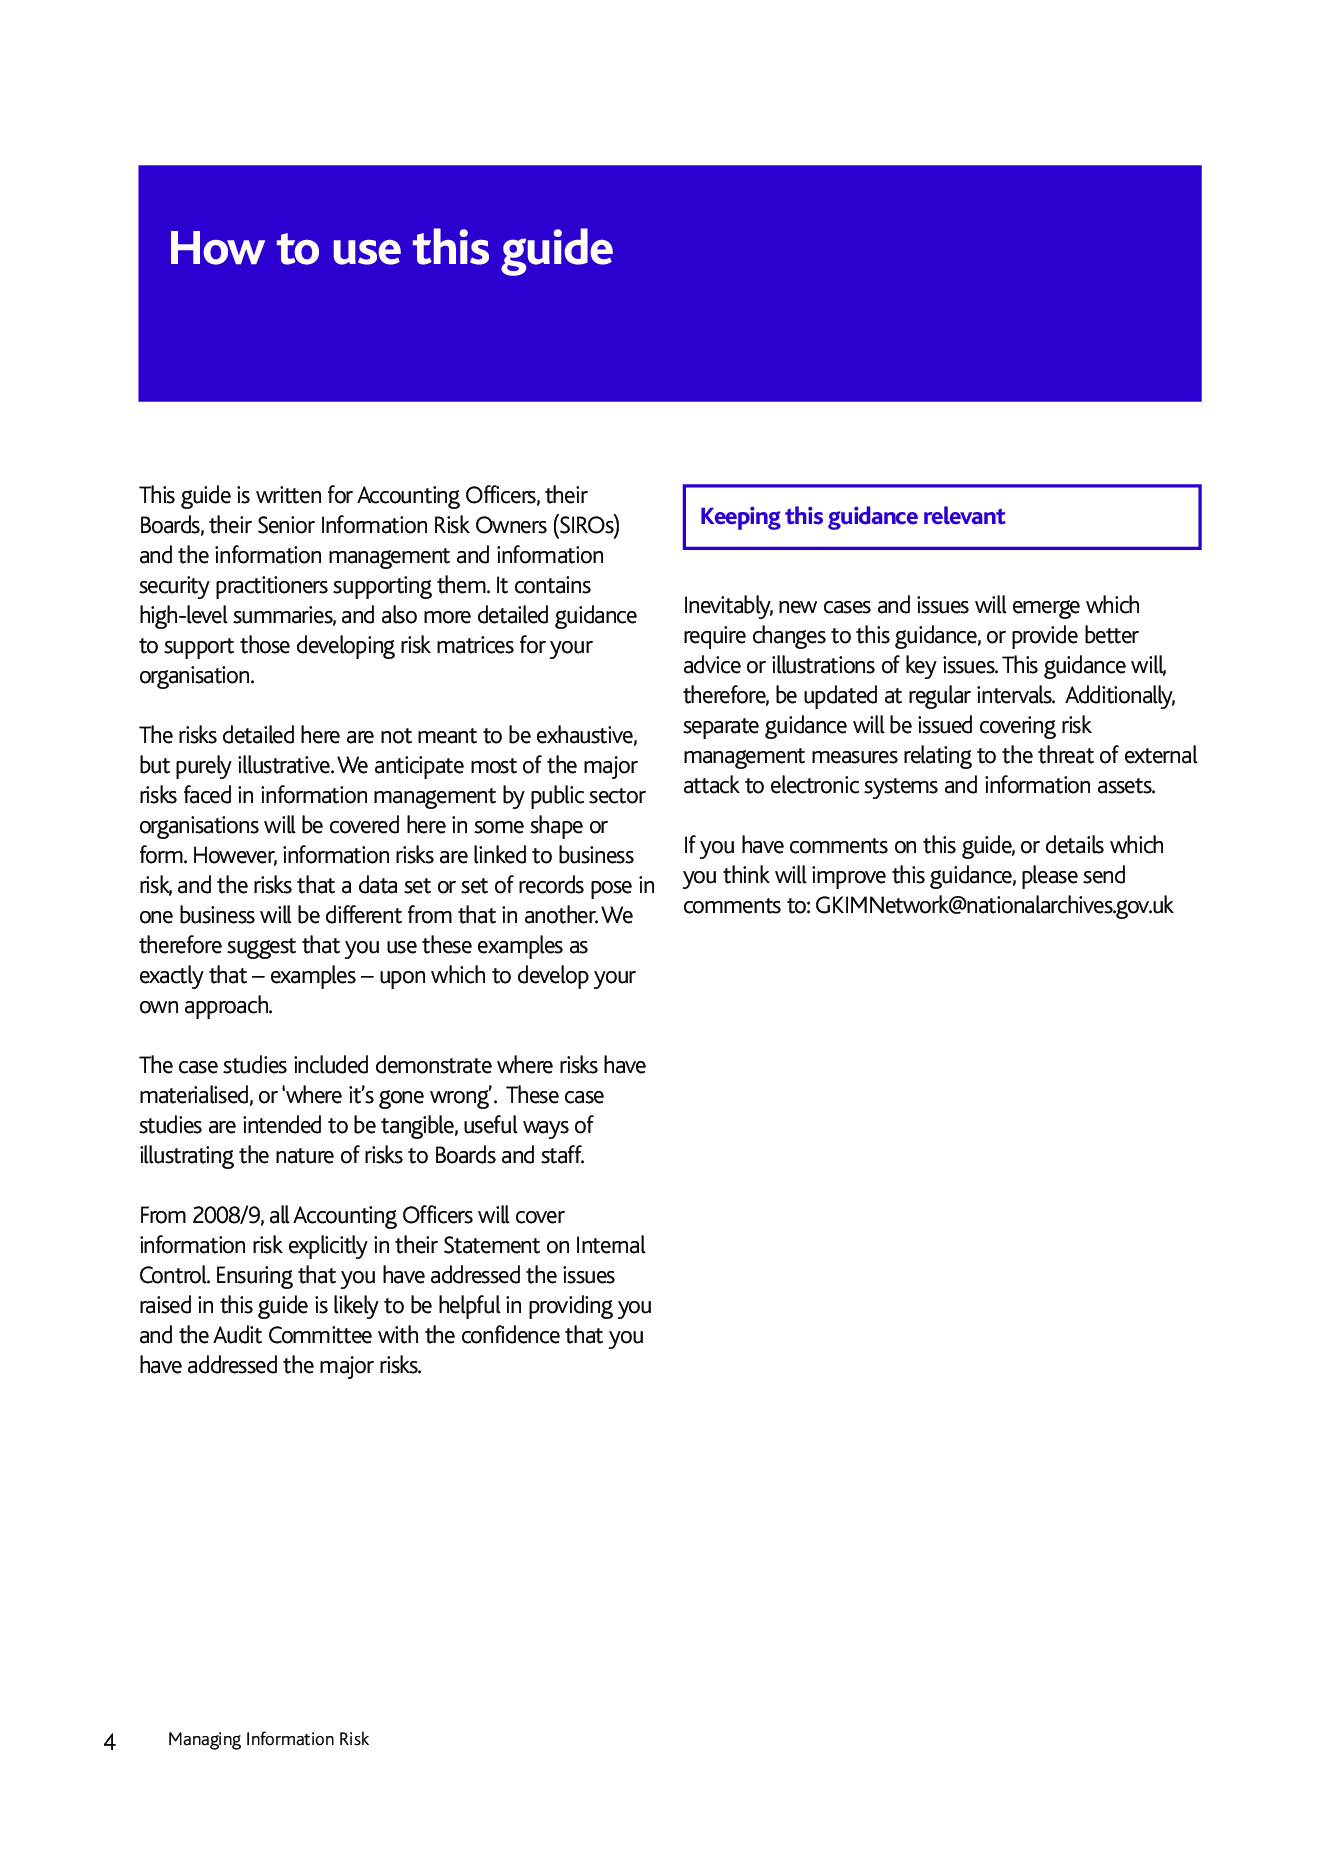 How to use this guide
This guide is written for Accounting Officers, their
Boards, their Senior Information Risk Owners (SIROs)
and the information management and information
security practitioners supporting them. It contains
high-level summaries, and also more detailed guidance
to support those developing risk matrices for your
organisation.
The risks detailed here are not meant to be exhaustive,
but purely illustrative. We anticipate most of the major
risks faced in information management by public sector
organisations will be covered here in some shape or
form. However, information risks are linked to business
risk, and the risks that a data set or set of records pose in
one business will be different from that in another. We
therefore suggest that you use these examples as
exactly that – examples – upon which to develop your
own approach.
The case studies included demonstrate where risks have
materialised, or ‘where it’s gone wrong’. These case
studies are intended to be tangible, useful ways of
illustrating the nature of risks to Boards and staff.
From 2008/9, all Accounting Officers will cover
information risk explicitly in their Statement on Internal
Control. Ensuring that you have addressed the issues
raised in this guide is likely to be helpful in providing you
and the Audit Committee with the confidence that you
have addressed the major risks.
Keeping this guidance relevant
Inevitably, new cases and issues will emerge which
require changes to this guidance, or provide better
advice or illustrations of key issues. This guidance will,
therefore, be updated at regular intervals. Additionally,
separate guidance will be issued covering risk
management measures relating to the threat of external
attack to electronic systems and information assets.
If you have comments on this guide, or details which
you think will improve this guidance, please send
comments to: GKIMNetwork@nationalarchives.gov.uk
4 Managing Information Risk